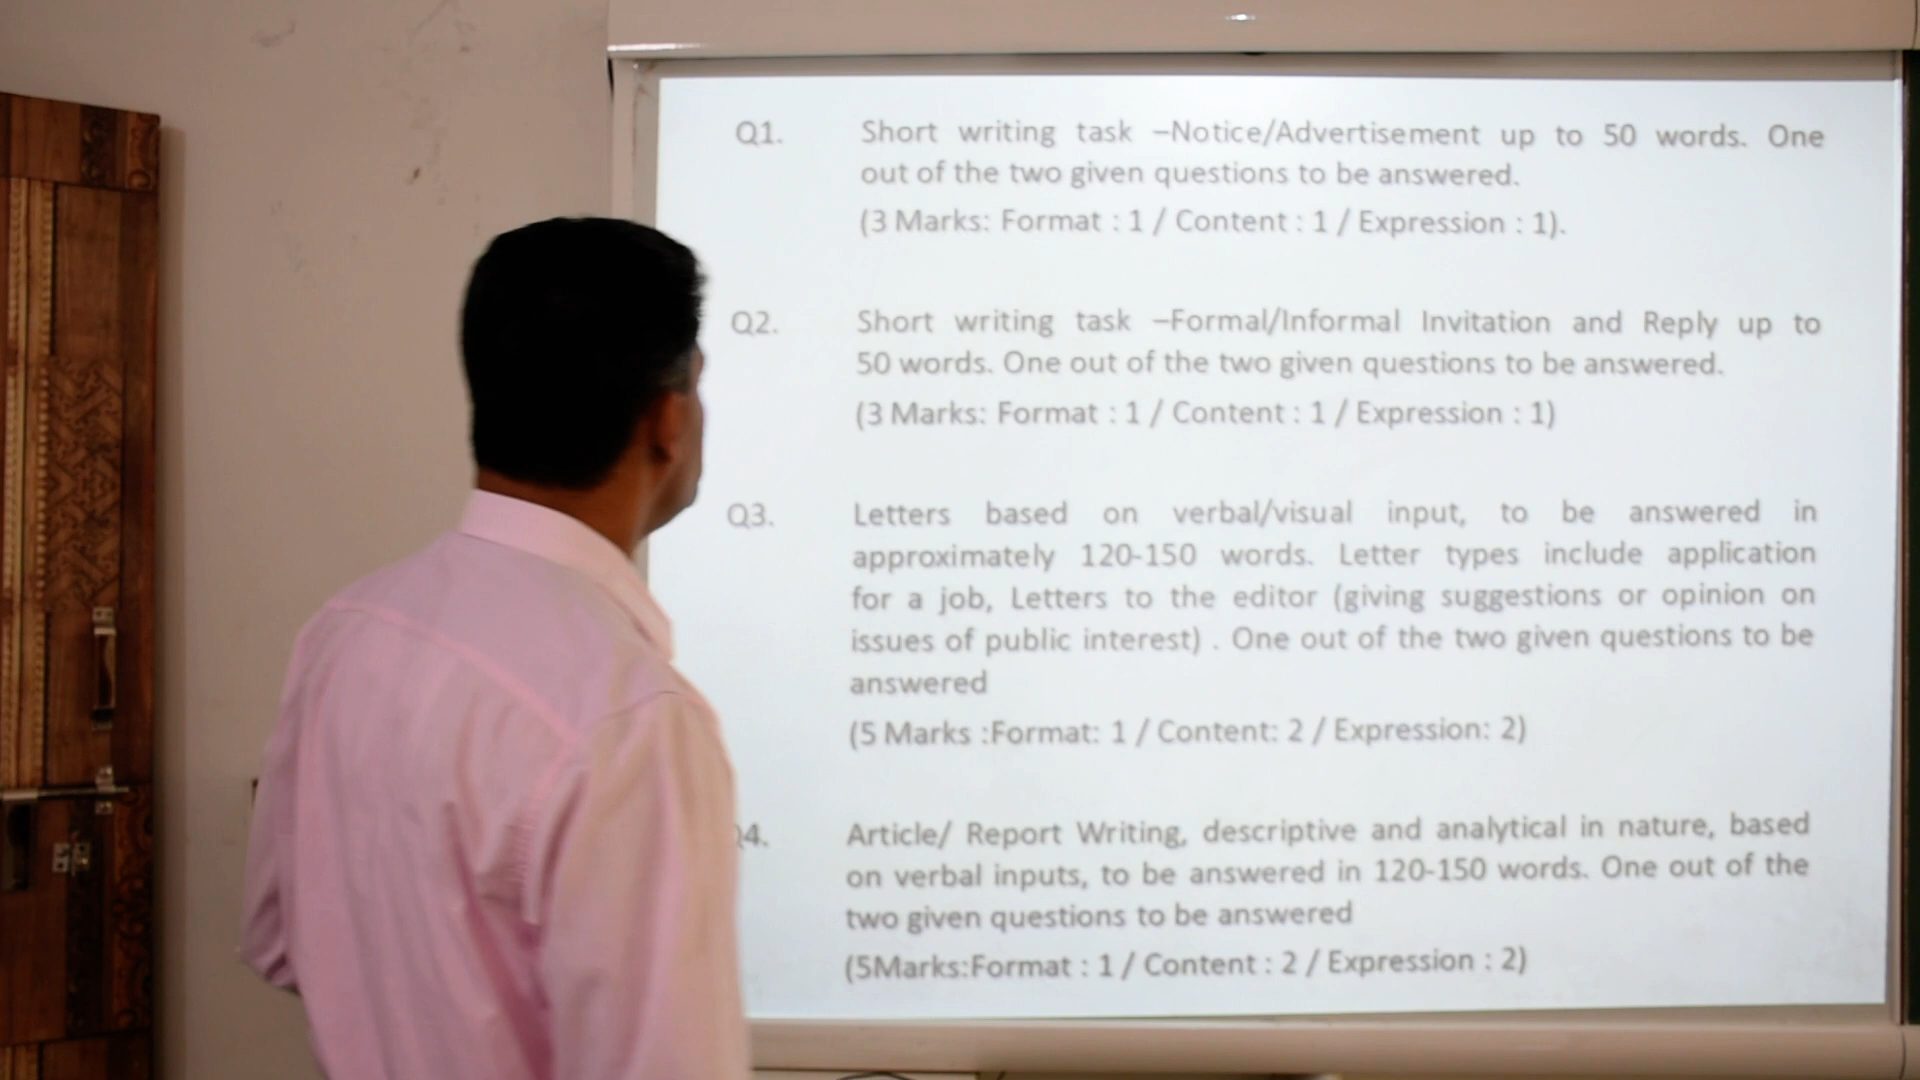 Q1. Short writing task –Notice/Advertisement up to 50 words. One
out of the two given questions to be answered.
(3 Marks: Format : 1 / Content : 1 / Expression : 1).
Q2. Short writing task –Formal/Informal Invitation and Reply up to
50 words. One out of the two given questions to be answered.
(3 Marks: Format : 1 / Content : 1 / Expression : 1)
Q3. Letters based on verbal/visual input, to be answered in
approximately 120-150 words. Letter types include application
for a job, Letters to the editor (giving suggestions or opinion on
issues of public interest) . One out of the two given questions to be
answered
(5 Marks :Format: 1 / Content: 2 / Expression: 2)
4. Article/ Report Writing, descriptive and analytical in nature, based
on verbal inputs, to be answered in 120-150 words. One out of the
two given questions to be answered
(5Marks:Format : 1 / Content : 2 / Expression : 2)